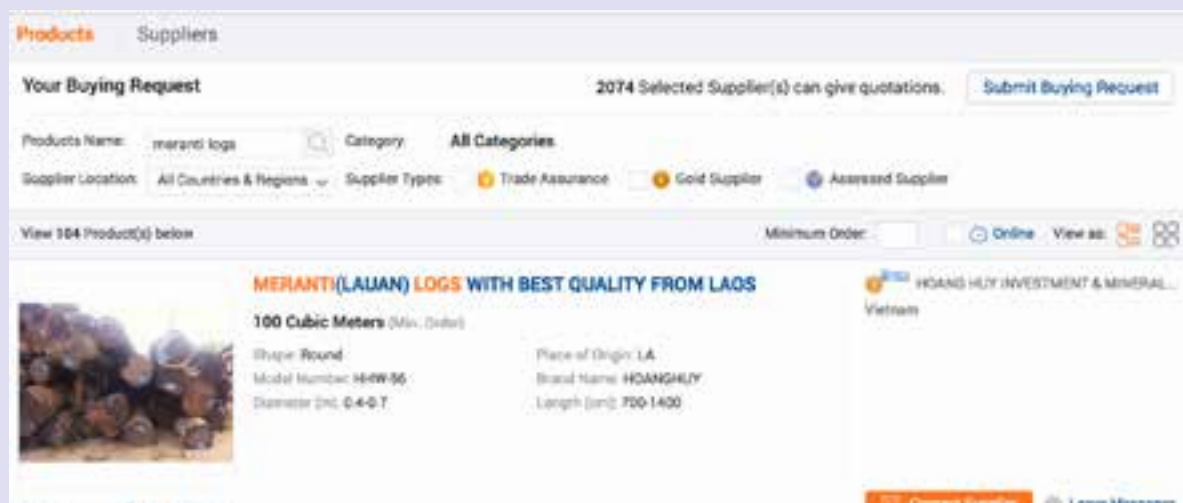 Products Suppliers
Your Buying Request 2074 Selected Supplier(s) can give quotations. Submit Buying Request
Products Name: meranti logs Category: All Categories
Supplier Location: All Countries & Regions Supplier Types: Trade Assurance Gold Supplier Assessed Supplier
View 104 Product(s) below Minimum Order: Online View as:
MERANTI(LAUAN) LOGS WITH BEST QUALITY FROM LAOS
HOANG HUY INVESTMENT & MINERAL...
Vietnam
100 Cubic Meters (Min. Order)
Shape: Round Place of Origin: LA
Model Number: HHW-56 Brand Name: HOANGHUY
Diameter (m): 0.4-0.7 Length (cm): 700-1400
Contact Supplier Leave Messages